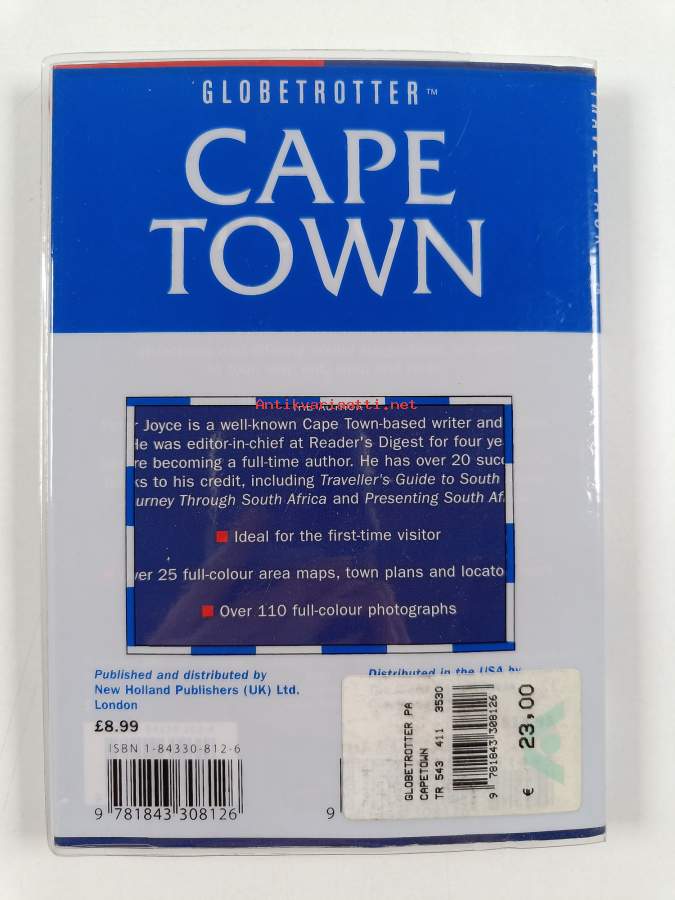 GLOBETROTTER™
CAPE
TOWN
Antikvariaatti.net
THE AUTHOR
Joyce is a well-known Cape Town-based writer and
He was editor-in-chief at Reader's Digest for four ye
re becoming a full-time author. He has over 20 succ
ks to his credit, including Traveller's Guide to South
urney Through South Africa and Presenting South Af
Ideal for the first-time visitor
ver 25 full-colour area maps, town plans and locato
Over 110 full-colour photographs
Published and distributed by
New Holland Publishers (UK) Ltd.
London
£8.99
ISBN 1-84330-812-6
9 781843 308126
Distributed in the USA by
9
GLOBETROTTER PA
CAPETOWN
TR 543 411 3530
9 781843 308126
€ 23,00